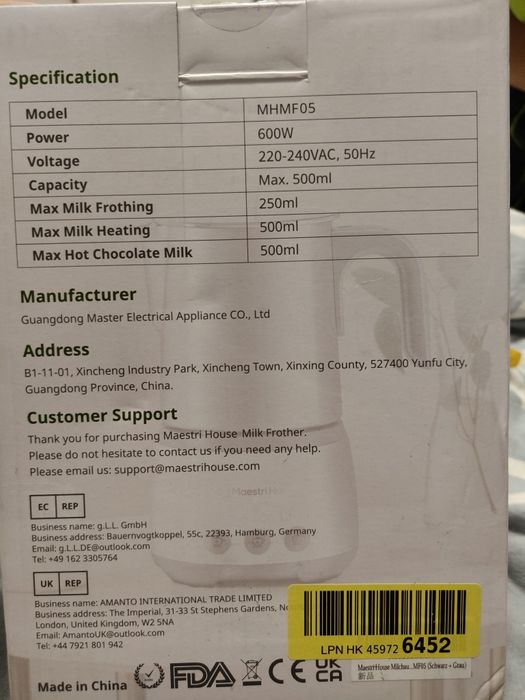 Specification
Model MHMF05
Power 600W
Voltage 220-240VAC, 50Hz
Capacity Max. 500ml
Max Milk Frothing 250ml
Max Milk Heating 500ml
Max Hot Chocolate Milk 500ml
Manufacturer
Guangdong Master Electrical Appliance CO., Ltd
Address
B1-11-01, Xincheng Industry Park, Xincheng Town, Xinxing County, 527400 Yunfu City,
Guangdong Province, China.
Customer Support
Thank you for purchasing Maestri House Milk Frother.
Please do not hesitate to contact us if you need any help.
Please email us: support@maestrihouse.com
Maestri
EC REP
Business name: g.L.L. GmbH
Business address: Bauernvogtkoppel, 55c, 22393, Hamburg, Germany
Email: g.L.L.DE@outlook.com
Tel: +49 162 3305764
UK REP
Business name: AMANTO INTERNATIONAL TRADE LIMITED
Business address: The Imperial, 31-33 St Stephens Gardens,
London, United Kingdom, W2 5NA
Email: AmantoUK@outlook.com
Tel: +44 7921 801 942
LPN HK 45972 6452
Made in China FDA CE UK CA
MaestriHouse Milchau...MF05 (Schwarz + Grau)
新品